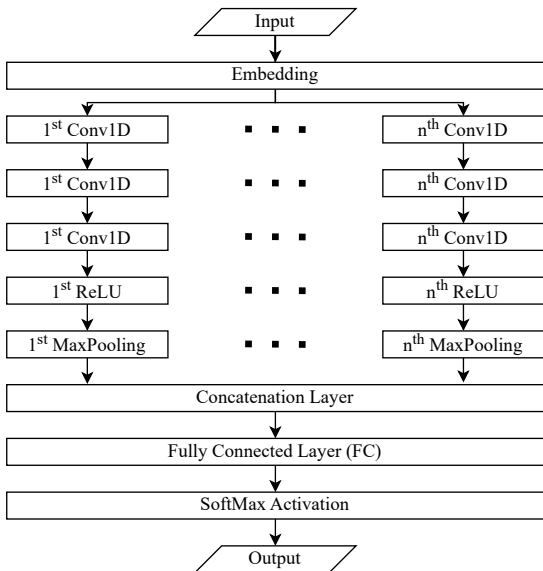 Input
Embedding
1st Conv1D
nth Conv1D
1st Conv1D
nth Conv1D
1st Conv1D
nth Conv1D
1st ReLU
nth ReLU
1st MaxPooling
nth MaxPooling
Concatenation Layer
Fully Connected Layer (FC)
SoftMax Activation
Output